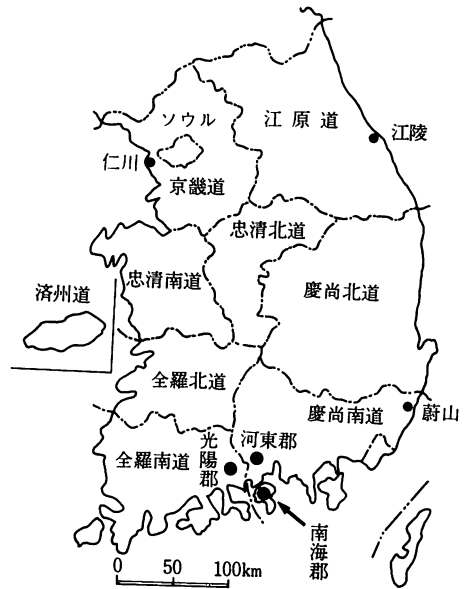 ソウル
江原道
江陵
仁川
京畿道
忠清北道
忠清南道
済州道
慶尚北道
全羅北道
慶尚南道
蔚山
全羅南道
光陽郡
河東郡
南海郡
0 50 100km